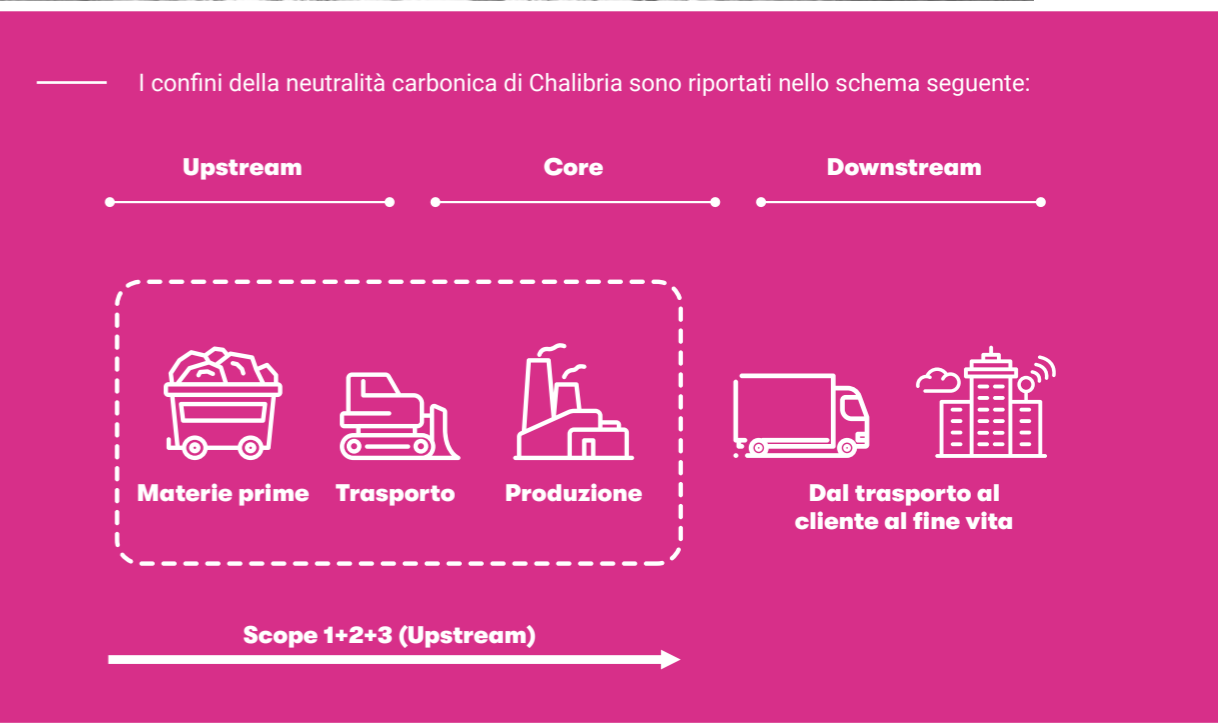 I confini della neutralità carbonica di Chalibria sono riportati nello schema seguente:
Upstream
Core
Downstream
Materie prime
Trasporto
Produzione
Dal trasporto al
cliente al fine vita
Scope 1+2+3 (Upstream)